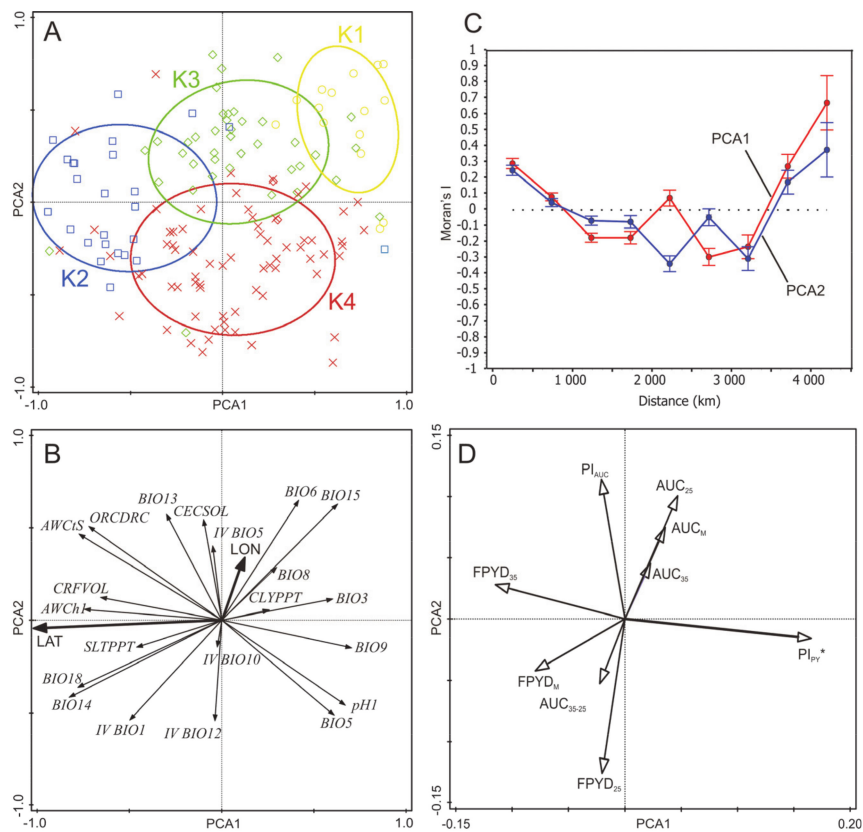 A
K1
K3
K2
K4
1.0
PCA2
-1.0
-1.0
PCA1
1.0
C
1
0.9
0.8
0.7
0.6
0.5
0.4
0.3
0.2
0.1
0
-0.1
-0.2
-0.3
-0.4
-0.5
-0.6
-0.7
-0.8
-0.9
-1
Moran's I
PCA1
PCA2
0
1 000
2 000
3 000
4 000
Distance (km)
B
1.0
BIO13
CECSOL
BIO6
BIO15
ORCDRC
AWCtS
IV BIO5
LON
BIO8
CRFVOL
CLYPPT
BIO3
AWCh1
LAT
SLTPPT
IV BIO10
BIO9
BIO18
BIO14
pH1
BIO5
IV BIO1
IV BIO12
PCA2
-1.0
-1.0
PCA1
1.0
D
0.15
PI AUC
AUC25
AUCM
AUC35
FPYD35
PI PY*
FPYDM
AUC35-25
FPYD25
PCA2
-0.15
-0.15
PCA1
0.20